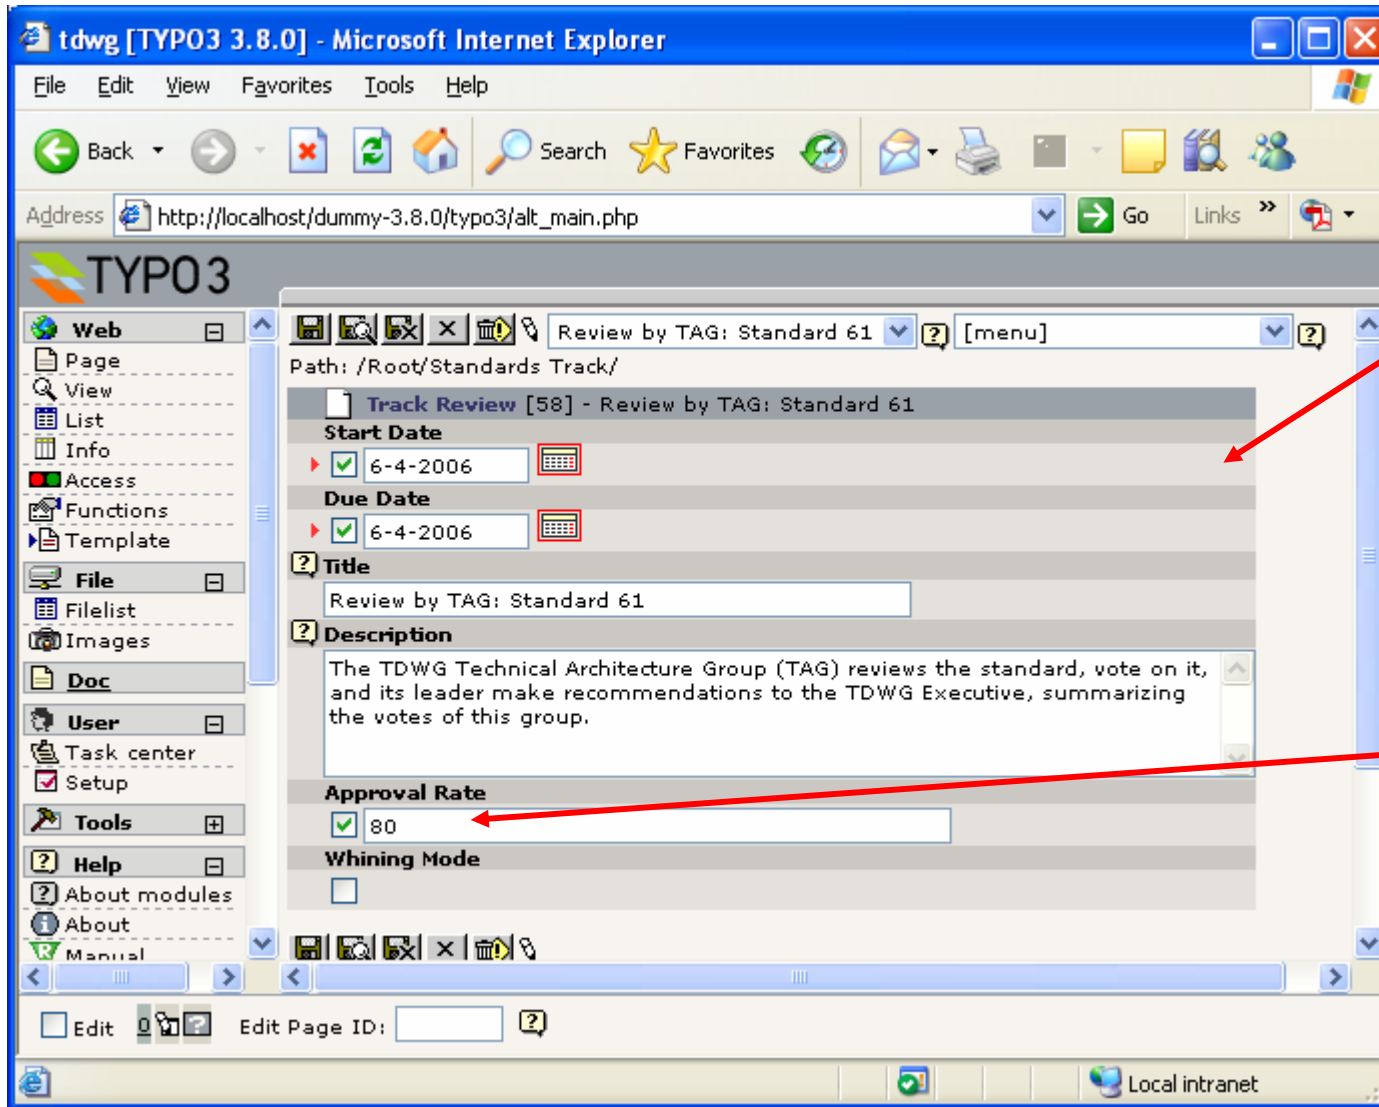 tdwg [TYPO3 3.8.0] - Microsoft Internet Explorer
File Edit View Favorites Tools Help
Back Search Favorites
Address http://localhost/dummy-3.8.0/typo3/alt_main.php Go Links »
TYPO3
Web
Page
View
List
Info
Access
Functions
Template
File
Filelist
Images
Doc
User
Task center
Setup
Tools
Help
About modules
About
Manual
Review by TAG: Standard 61 [menu]
Path: /Root/Standards Track/
Track Review [58] - Review by TAG: Standard 61
Start Date
6-4-2006
Due Date
6-4-2006
Title
Review by TAG: Standard 61
Description
The TDWG Technical Architecture Group (TAG) reviews the standard, vote on it,
and its leader make recommendations to the TDWG Executive, summarizing
the votes of this group.
Approval Rate
80
Whining Mode
Edit Edit Page ID:
Local intranet